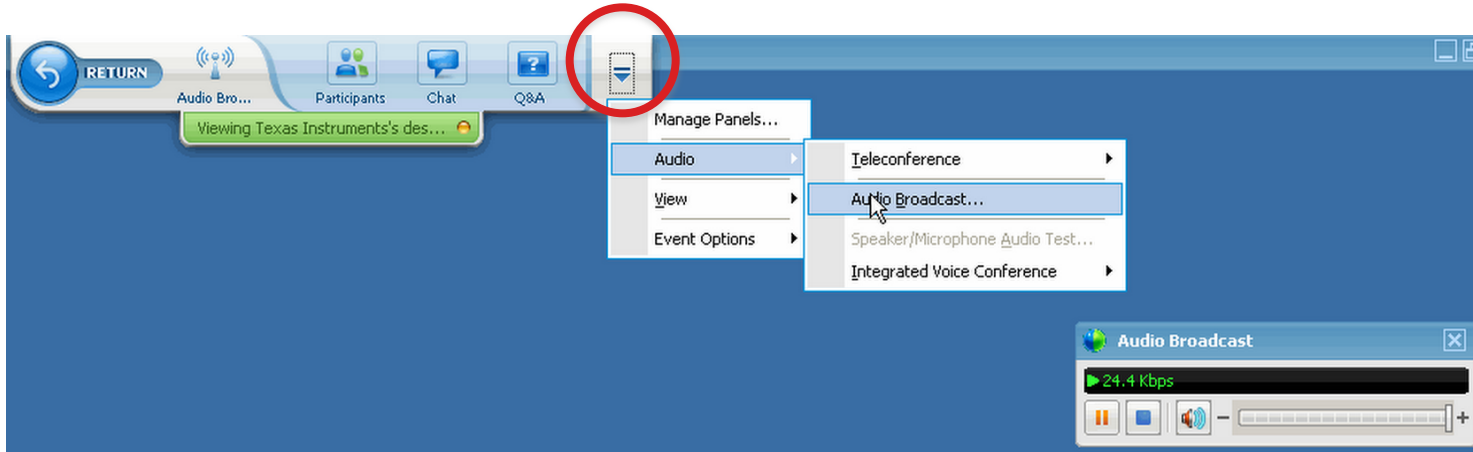 RETURN
Audio Bro...
Participants
Chat
Q&A
Viewing Texas Instruments's des...
Manage Panels...
Audio
View
Event Options
Teleconference
Audio Broadcast...
Speaker/Microphone Audio Test...
Integrated Voice Conference
Audio Broadcast
24.4 Kbps